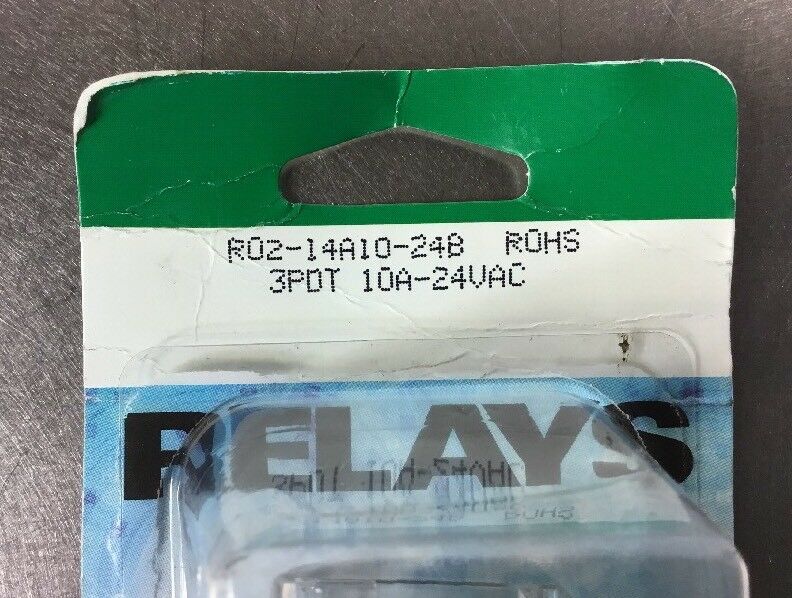 R02-14A10-24B ROHS
3PDT 10A-24VAC
RELAYS